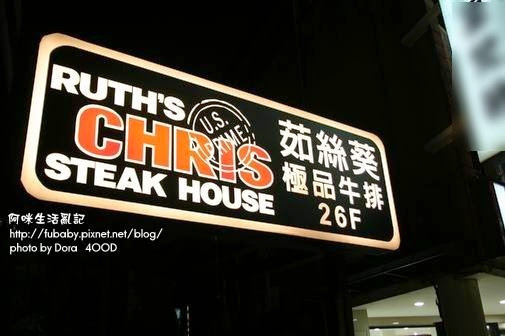 RUTH'S
CHRIS
STEAK HOUSE
U.S.
PRIME
茹絲葵
極品牛排
26F
阿咪生活亂記
http://fubaby.pixnet.net/blog/
photo by Dora 4OOD